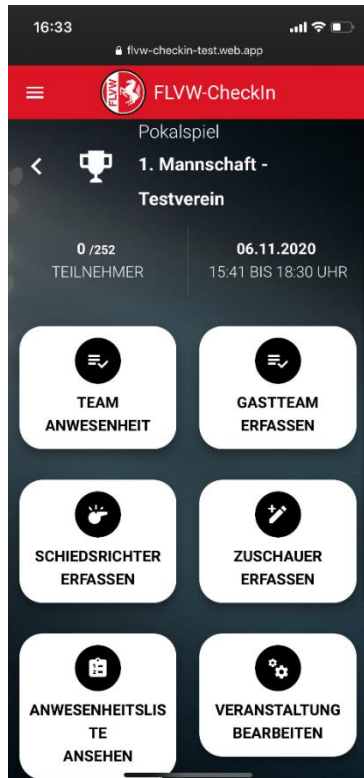 16:33
flvw-checkin-test.web.app
FLVW
FLVW-CheckIn
Pokalspiel
1. Mannschaft -
Testverein
0 /252
TEILNEHMER
06.11.2020
15:41 BIS 18:30 UHR
TEAM
ANWESENHEIT
GASTTEAM
ERFASSEN
SCHIEDSRICHTER
ERFASSEN
ZUSCHAUER
ERFASSEN
ANWESENHEITSLIS
TE
ANSEHEN
VERANSTALTUNG
BEARBEITEN